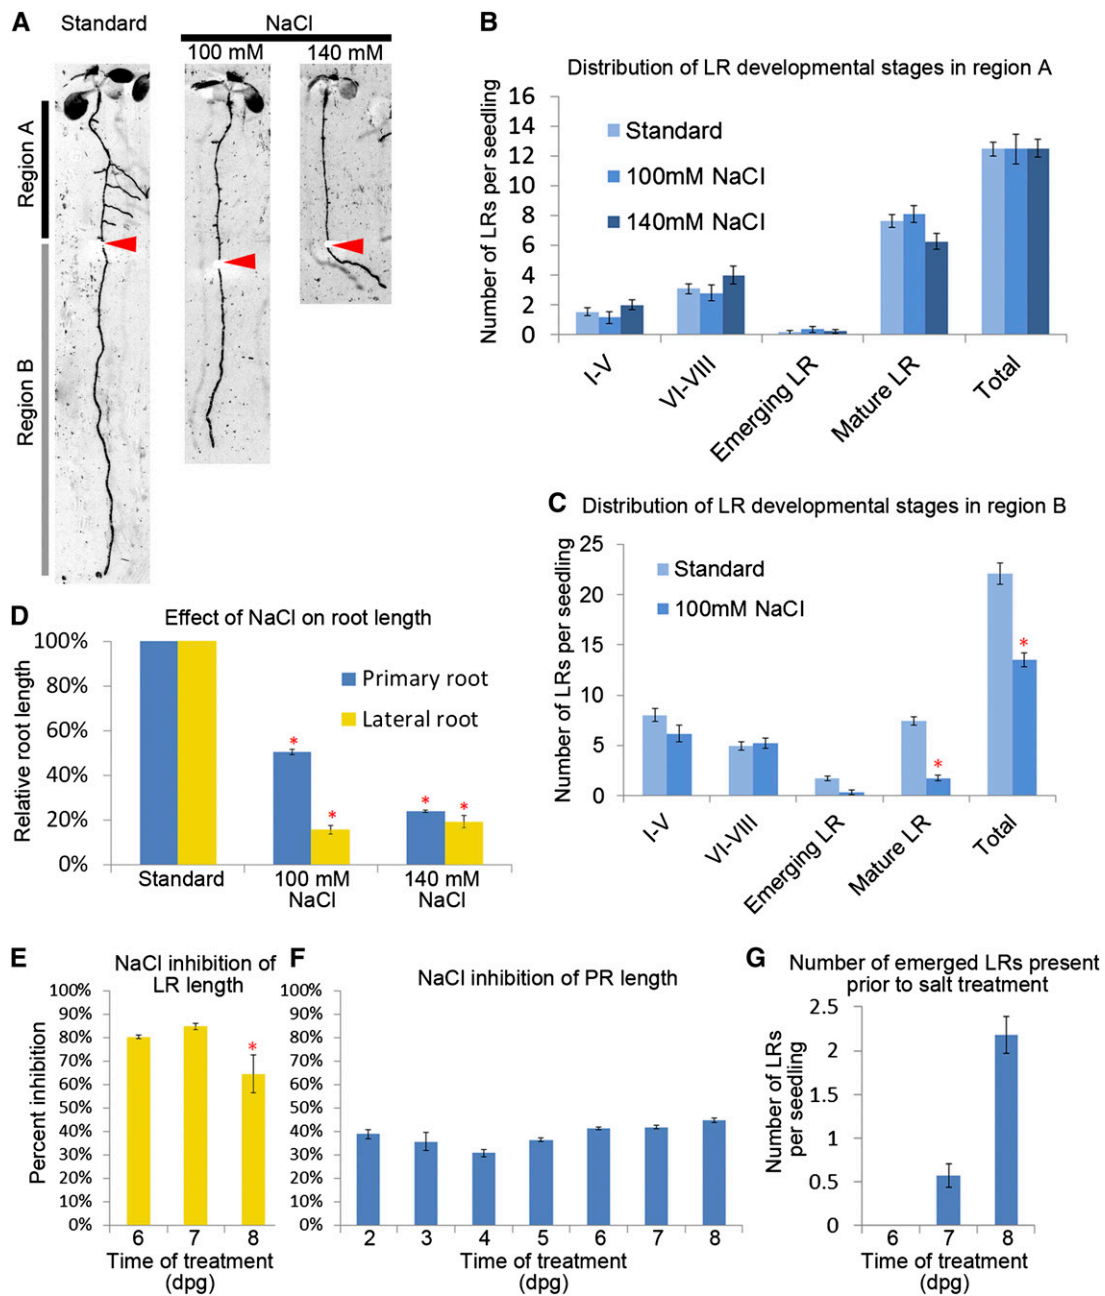 A
Standard
NaCl
100 mM
140 mM
Region A
Region B
B
Distribution of LR developmental stages in region A
Number of LRs per seedling
16
14
12
10
8
6
4
2
0
Standard
100mM NaCl
140mM NaCl
I-V
VI-VIII
Emerging LR
Mature LR
Total
C
Distribution of LR developmental stages in region B
Number of LRs per seedling
25
20
15
10
5
0
Standard
100mM NaCl
*
*
I-V
VI-VIII
Emerging LR
Mature LR
Total
D
Effect of NaCl on root length
Relative root length
100%
80%
60%
40%
20%
0%
Primary root
Lateral root
*
*
*
*
Standard
100 mM
NaCl
140 mM
NaCl
E
NaCl inhibition of
LR length
Percent inhibition
100%
90%
80%
70%
60%
50%
40%
30%
20%
10%
0%
*
6
7
8
Time of treatment
(dpg)
F
NaCl inhibition of PR length
100%
90%
80%
70%
60%
50%
40%
30%
20%
10%
0%
2
3
4
5
6
7
8
Time of treatment
(dpg)
G
Number of emerged LRs present
prior to salt treatment
Number of LRs
per seedling
2.5
2
1.5
1
0.5
0
6
7
8
Time of treatment
(dpg)